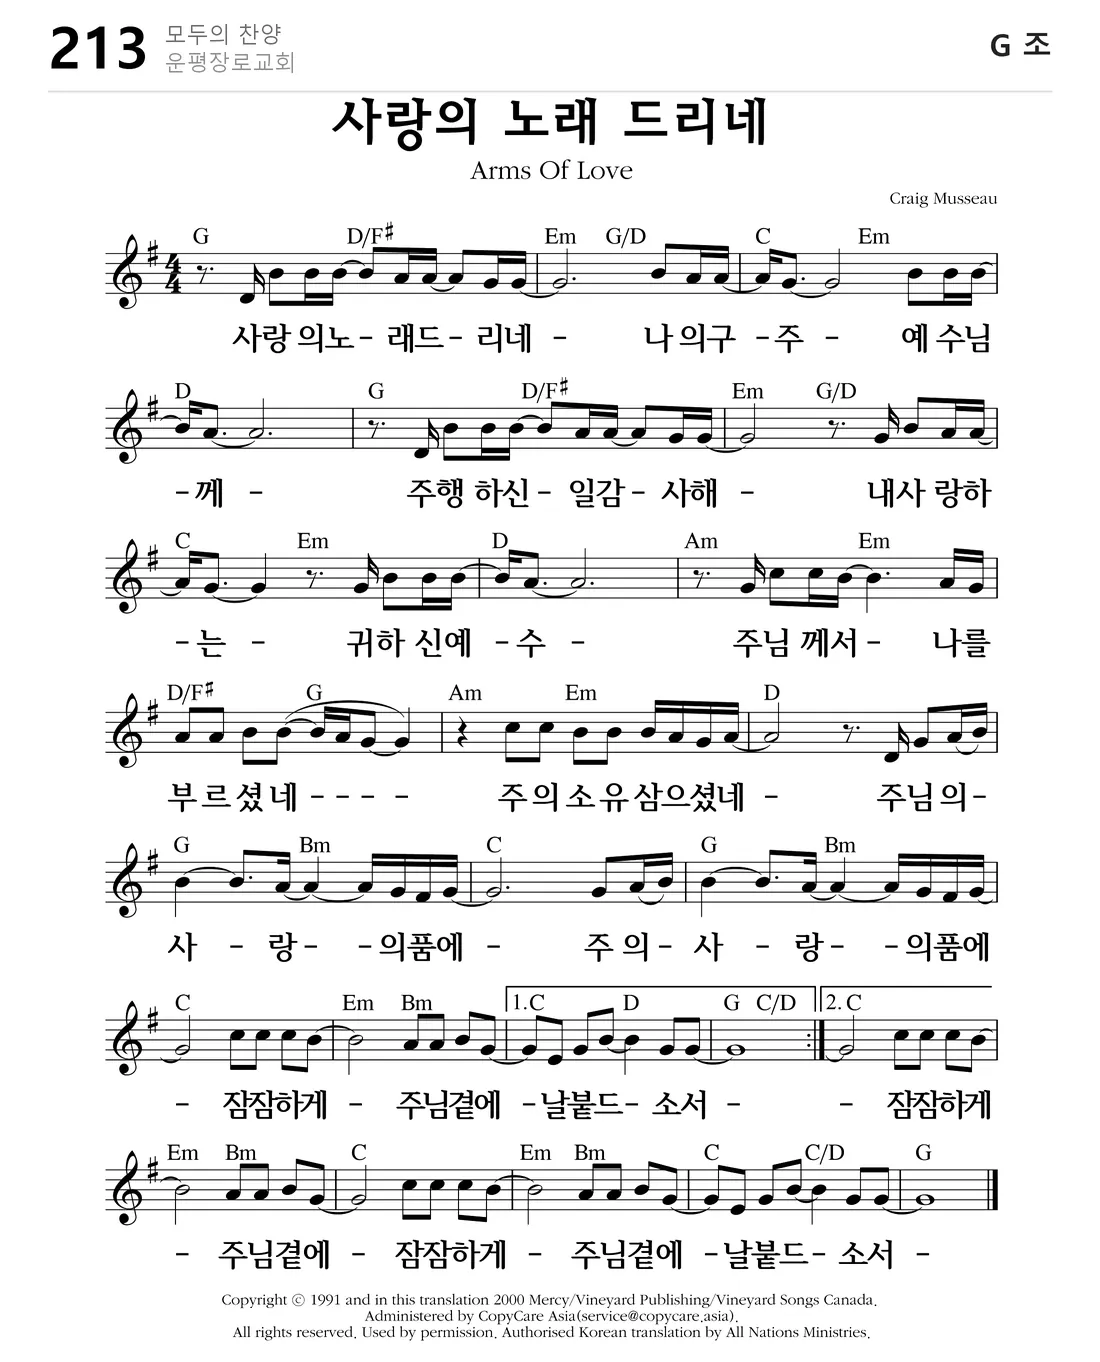 213
모두의 찬양
운평장로교회
G 조
사랑의 노래 드리네
Arms Of Love
Craig Musseau
G D/F♯ Em G/D C Em
사랑 의노 - 래드 - 리네 - 나 의구 - 주 - 예 수님
D G D/F♯ Em G/D
- 께 - 주행 하신 - 일감 - 사해 - 내사 랑하
C Em D Am Em
- 는 - 귀하 신예 - 수 - 주님 께서 - 나를
D/F♯ G Am Em D
부 르 셨 네 - - - - 주 의 소 유 삼으셨네 - 주님 의 -
G Bm C G Bm
사 - 랑 - - 의품에 - 주 의 - 사 - 랑 - - 의품에
C Em Bm 1. C D G C/D 2. C
- 잠잠하게 - 주님곁에 - 날붙드 - 소서 - - 잠잠하게
Em Bm C Em Bm C C/D G
- 주님곁에 - 잠잠하게 - 주님곁에 - 날붙드 - 소서 -
Copyright ⓒ 1991 and in this translation 2000 Mercy/Vineyard Publishing/Vineyard Songs Canada.
Administered by CopyCare Asia(service@copycare.asia).
All rights reserved. Used by permission. Authorised Korean translation by All Nations Ministries.